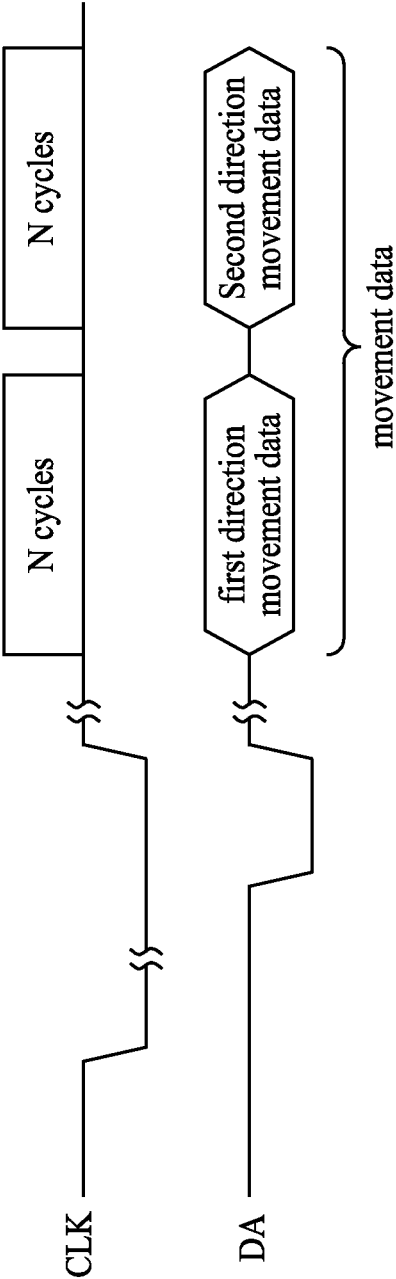 CLK
N cycles
N cycles
DA
first direction
movement data
Second direction
movement data
movement data